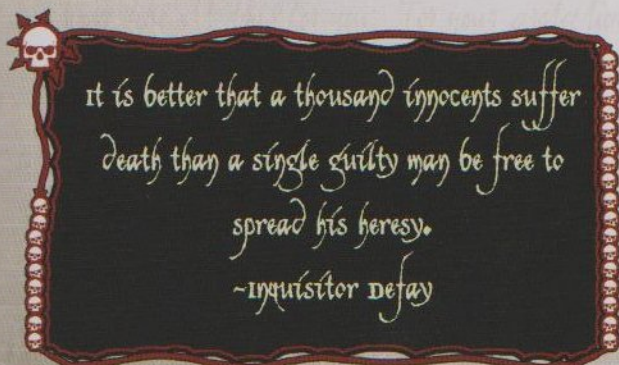 It is better that a thousand innocents suffer
death than a single guilty man be free to
spread his heresy.
~Inquisitor Defay